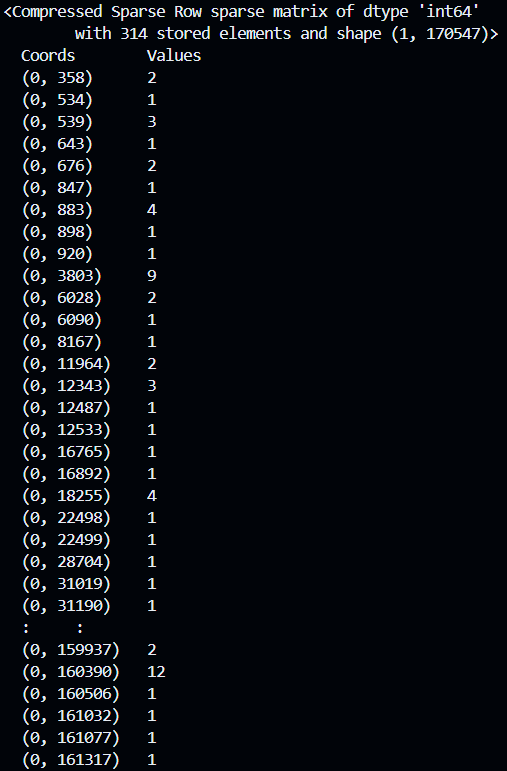 <Compressed Sparse Row sparse matrix of dtype 'int64'
with 314 stored elements and shape (1, 170547)>
Coords Values
(0, 358) 2
(0, 534) 1
(0, 539) 3
(0, 643) 1
(0, 676) 2
(0, 847) 1
(0, 883) 4
(0, 898) 1
(0, 920) 1
(0, 3803) 9
(0, 6028) 2
(0, 6090) 1
(0, 8167) 1
(0, 11964) 2
(0, 12343) 3
(0, 12487) 1
(0, 12533) 1
(0, 16765) 1
(0, 16892) 1
(0, 18255) 4
(0, 22498) 1
(0, 22499) 1
(0, 28704) 1
(0, 31019) 1
(0, 31190) 1
: :
(0, 159937) 2
(0, 160390) 12
(0, 160506) 1
(0, 161032) 1
(0, 161077) 1
(0, 161317) 1